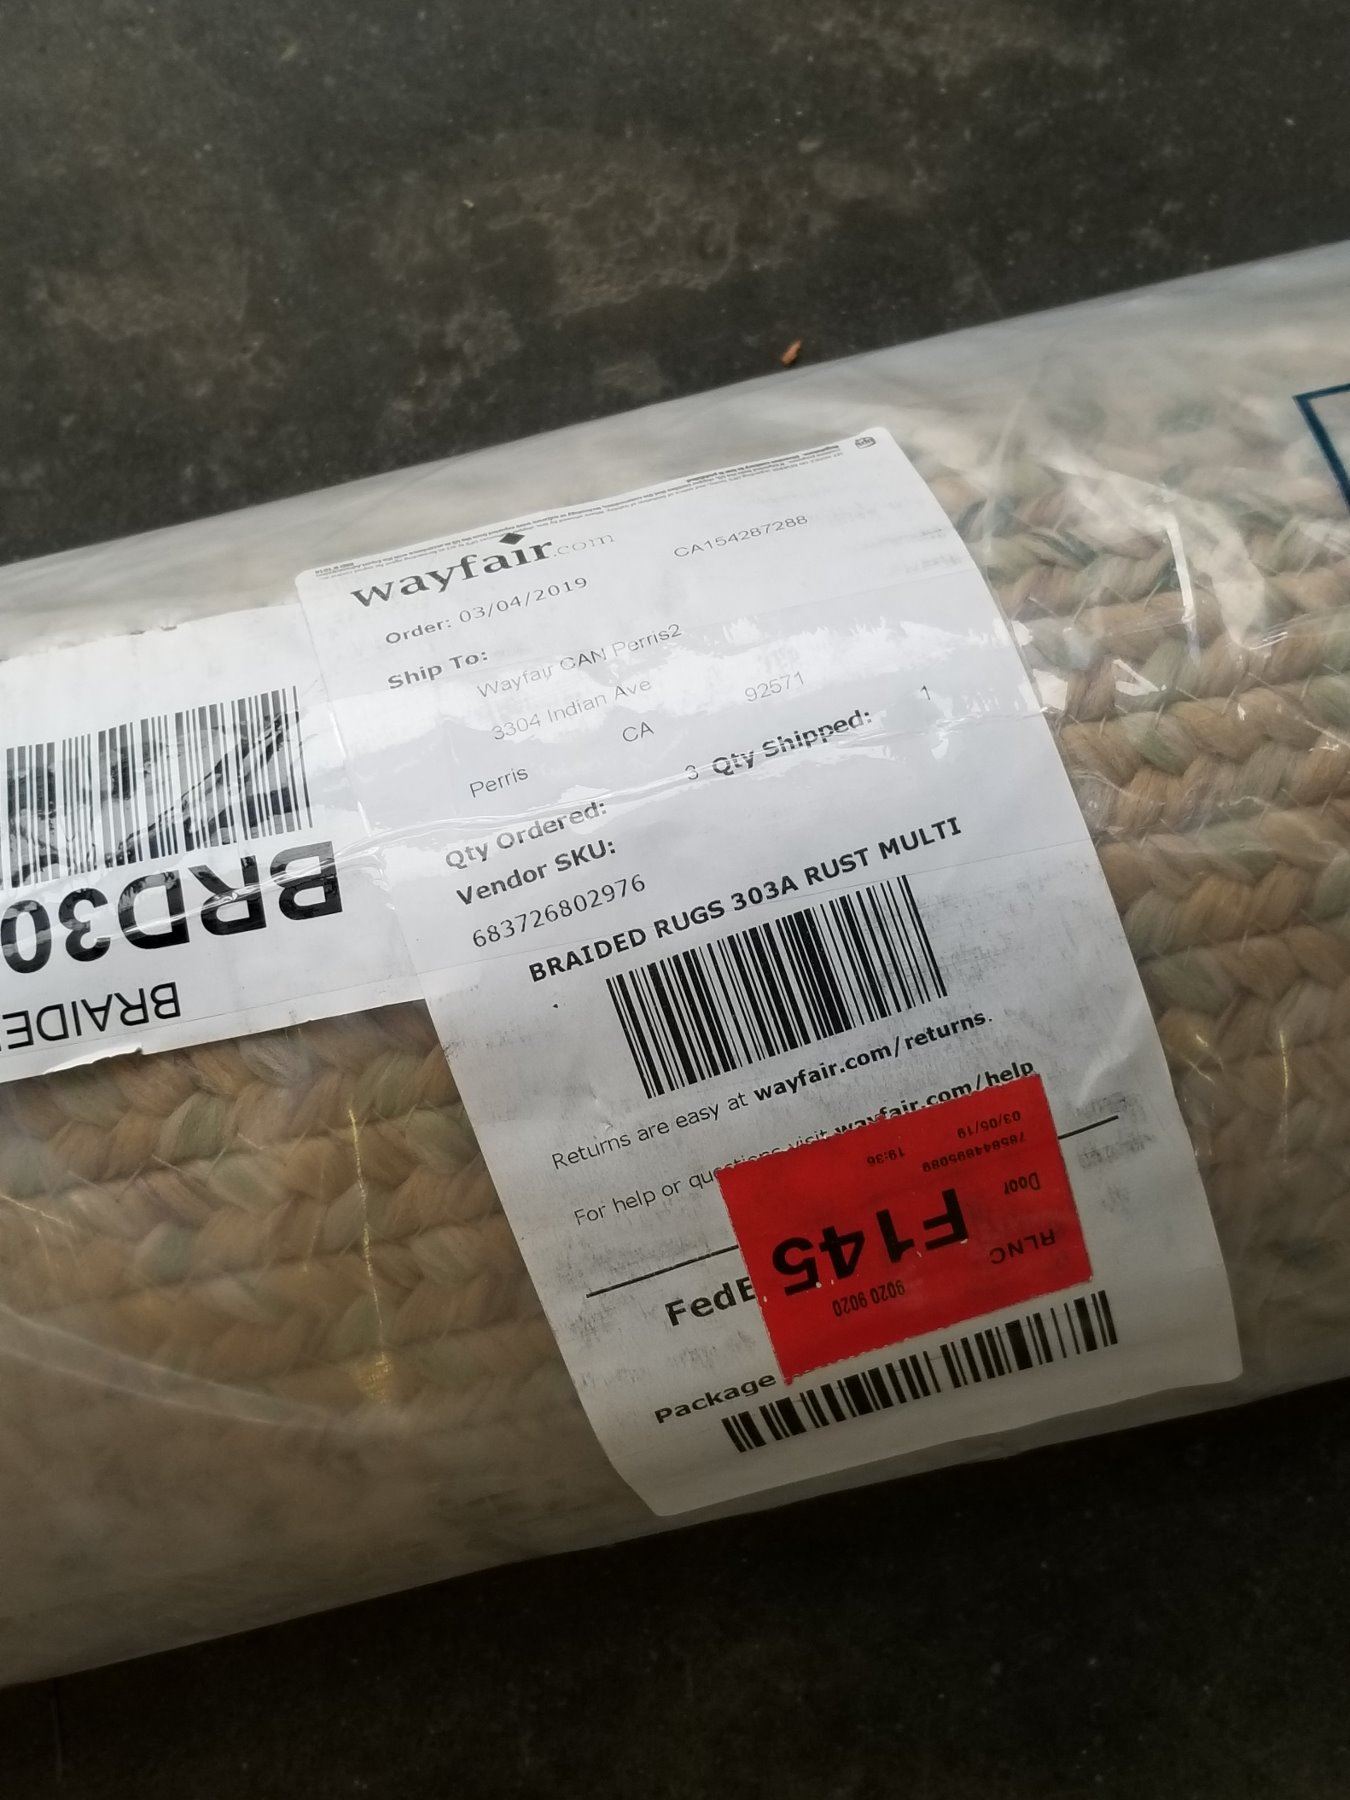 wayfair.com
CA154287288
Order: 03/04/2019
Ship To:
Wayfair CAN Perris2
3304 Indian Ave
Perris CA 92571
Qty Ordered: 3 Qty Shipped: 1
Vendor SKU:
683726802976
BRAIDED RUGS 303A RUST MULTI
Returns are easy at wayfair.com/returns.
For help or questions visit wayfair.com/help
FedE
Package
BRD30
BRAIDE
03/05/19 19:36
785844895089
Door
F145
RLNC
9020 9020